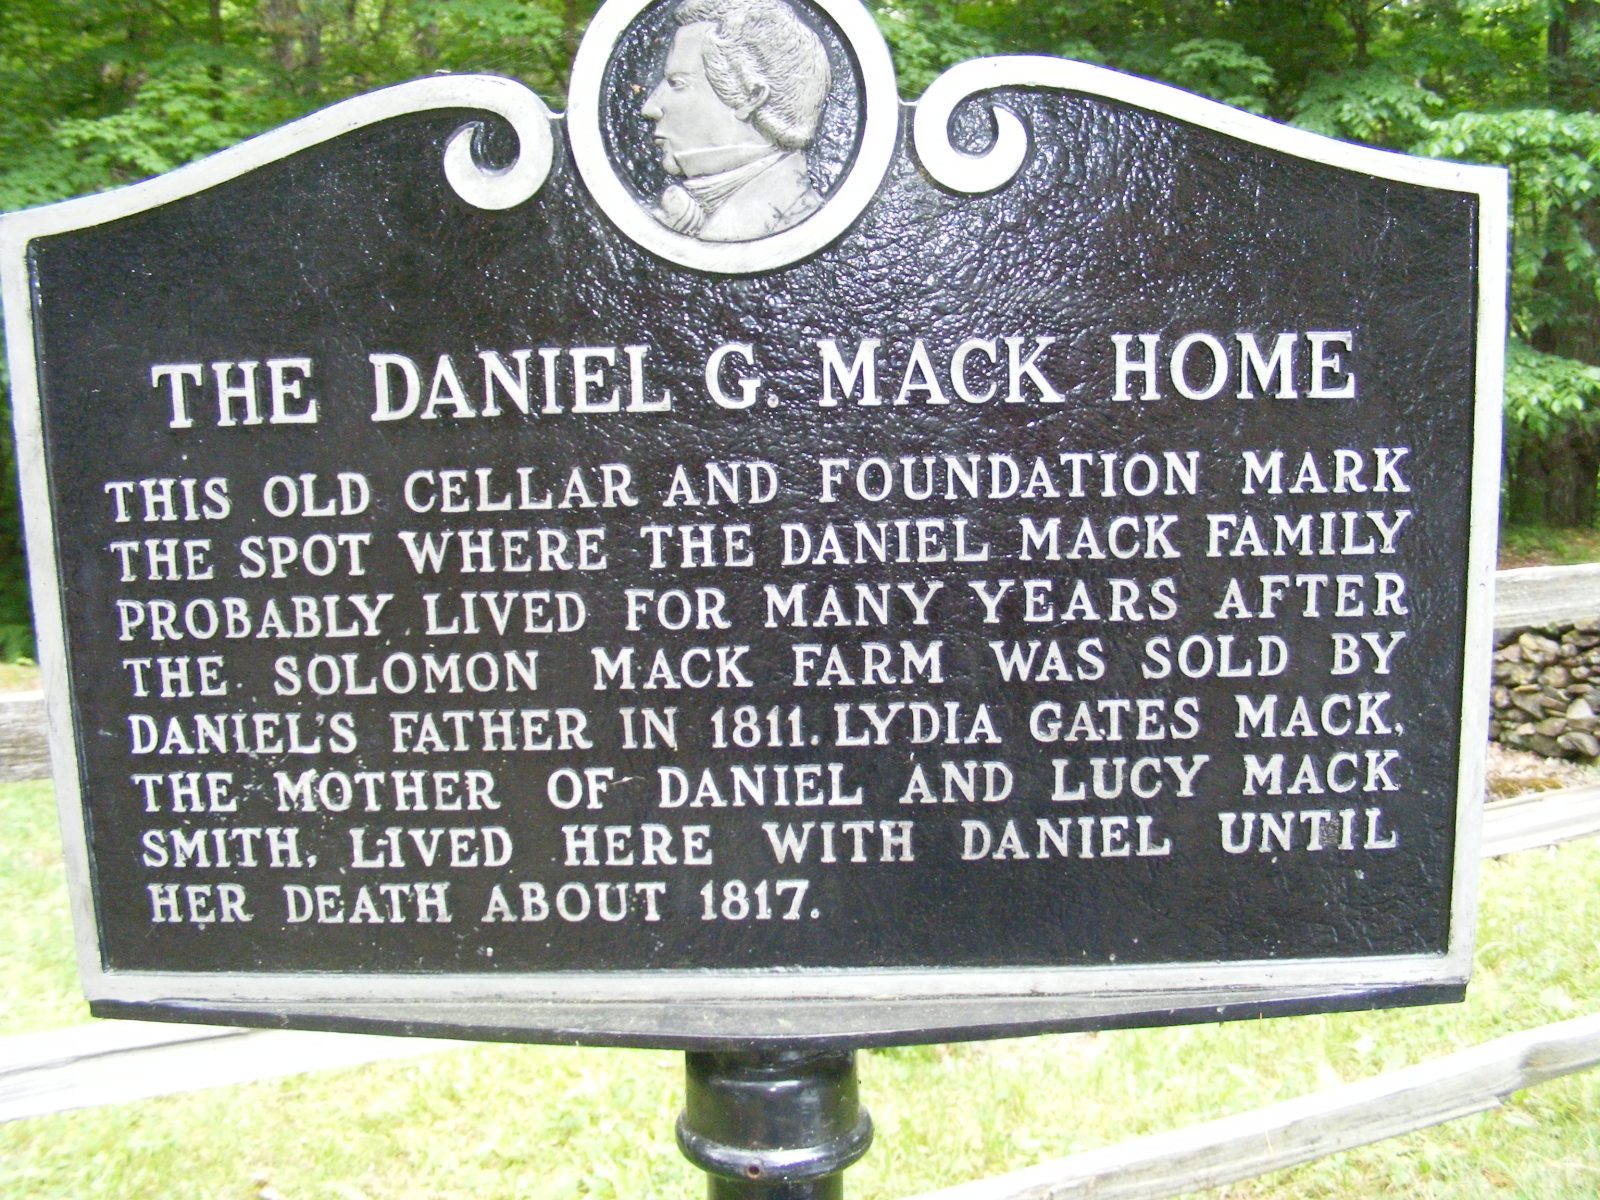 THE DANIEL G. MACK HOME
THIS OLD CELLAR AND FOUNDATION MARK
THE SPOT WHERE THE DANIEL MACK FAMILY
PROBABLY LIVED FOR MANY YEARS AFTER
THE SOLOMON MACK FARM WAS SOLD BY
DANIEL'S FATHER IN 1811. LYDIA GATES MACK,
THE MOTHER OF DANIEL AND LUCY MACK
SMITH, LIVED HERE WITH DANIEL UNTIL
HER DEATH ABOUT 1817.